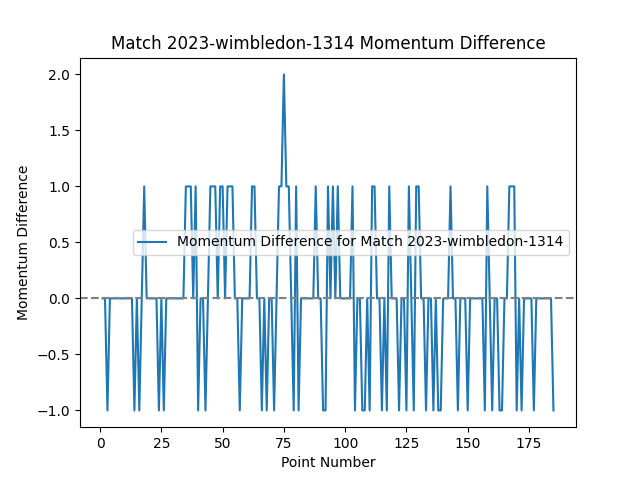 Match 2023-wimbledon-1314 Momentum Difference
2.0
1.5
1.0
0.5
0.0
−0.5
−1.0
Momentum Difference
Momentum Difference for Match 2023-wimbledon-1314
0 25 50 75 100 125 150 175
Point Number